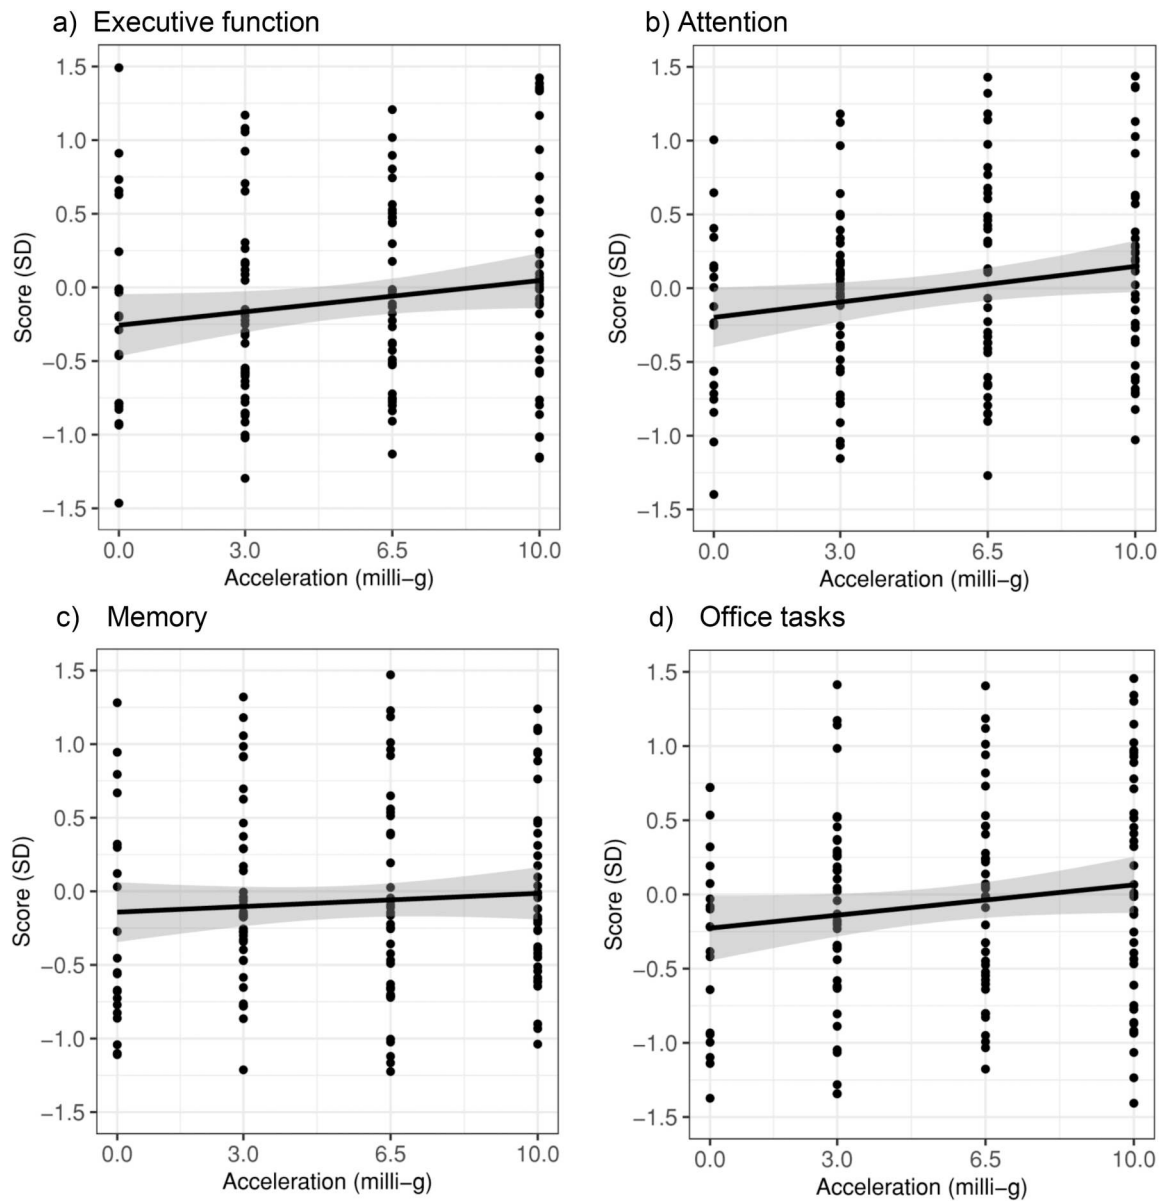 a) Executive function
b) Attention
Score (SD)
1.5
1.0
0.5
0.0
−0.5
−1.0
−1.5
0.0 3.0 6.5 10.0
Acceleration (milli−g)
Score (SD)
1.5
1.0
0.5
0.0
−0.5
−1.0
−1.5
0.0 3.0 6.5 10.0
Acceleration (milli−g)
c) Memory
d) Office tasks
Score (SD)
1.5
1.0
0.5
0.0
−0.5
−1.0
−1.5
0.0 3.0 6.5 10.0
Acceleration (milli−g)
Score (SD)
1.5
1.0
0.5
0.0
−0.5
−1.0
−1.5
0.0 3.0 6.5 10.0
Acceleration (milli−g)